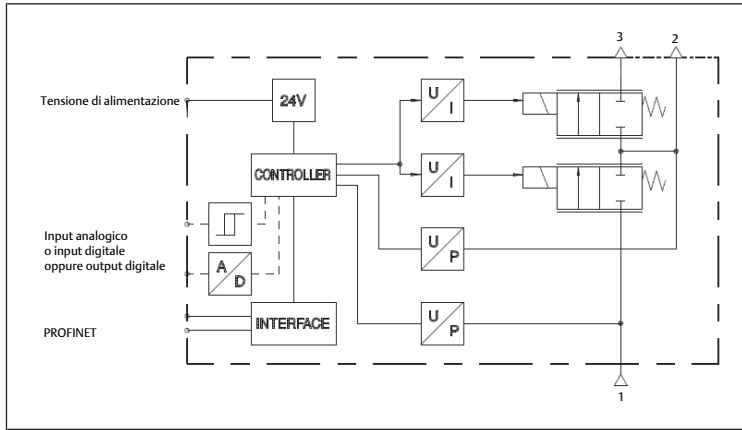 3 2
Tensione di alimentazione
24V
U
I
CONTROLLER
U
I
Input analogico
o input digitale
oppure output digitale
A
D
U
P
PROFINET
INTERFACE
U
P
1